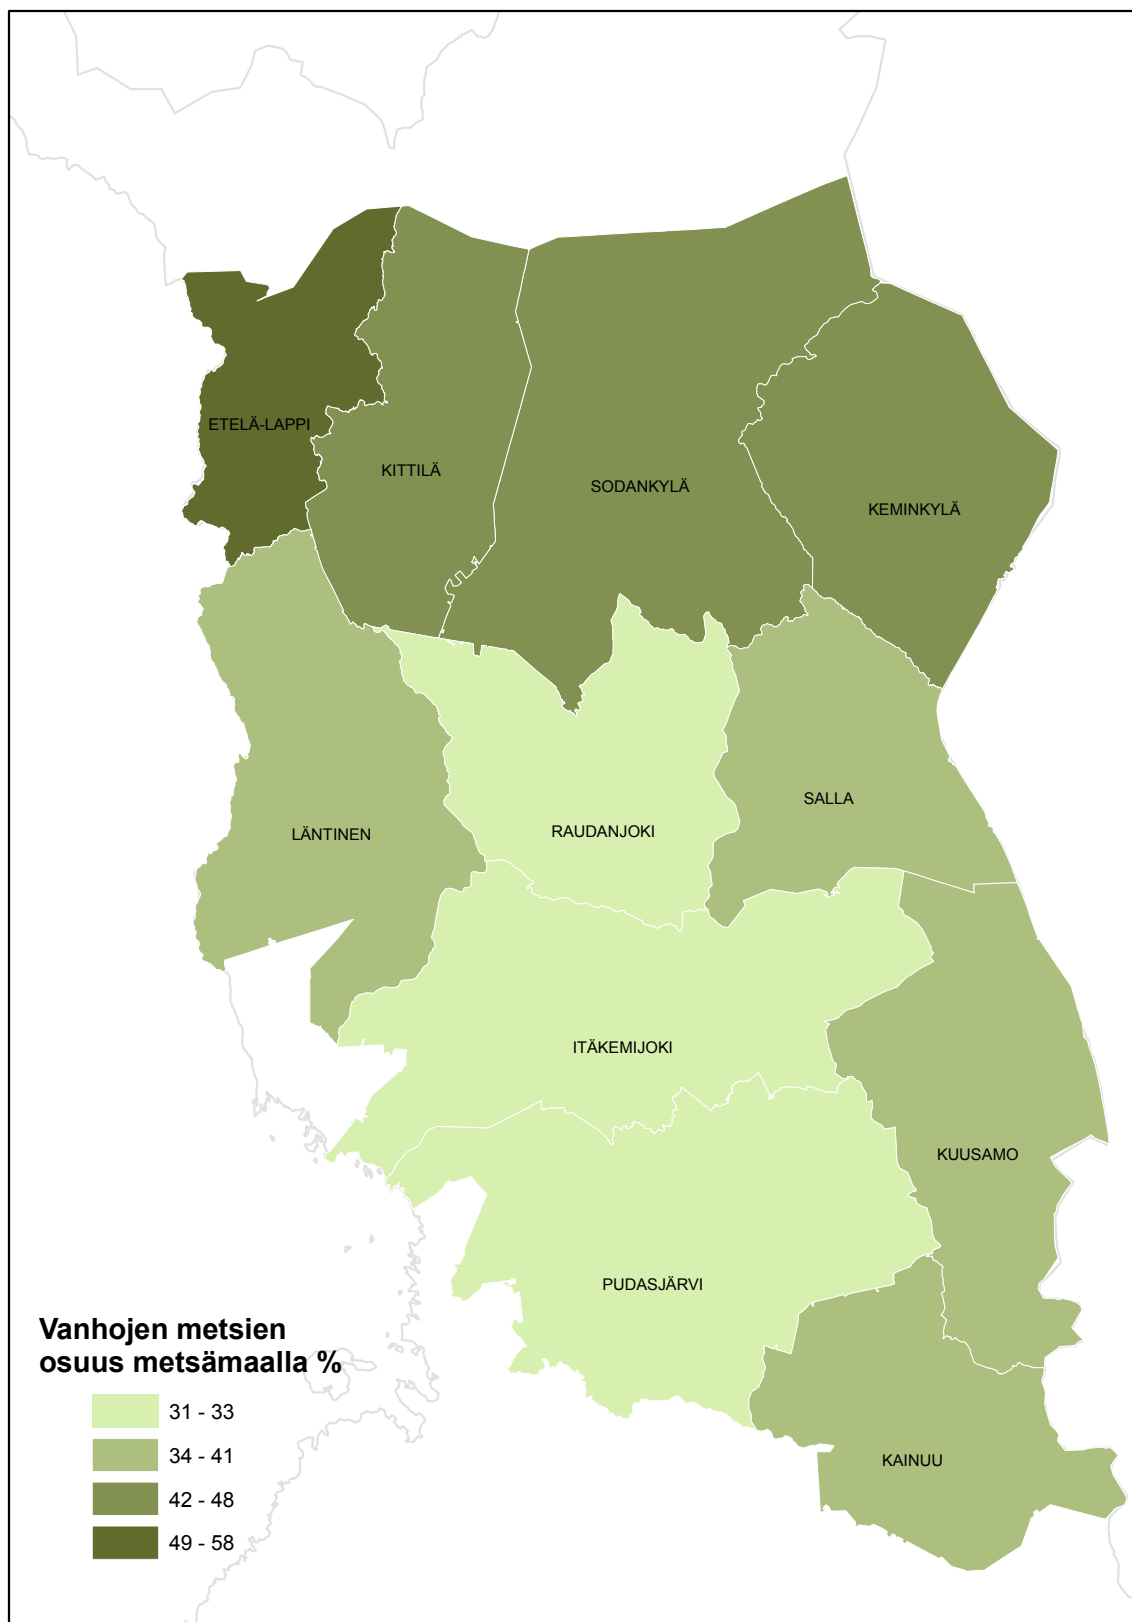 ETELÄ-LAPPI
KITTILÄ
SODANKYLÄ
KEMINKYLÄ
SALLA
LÄNTINEN
RAUDANJOKI
ITÄKEMIJOKI
KUUSAMO
PUDASJÄRVI
KAINUU
Vanhojen metsien
osuus metsämaalla %
31 - 33
34 - 41
42 - 48
49 - 58